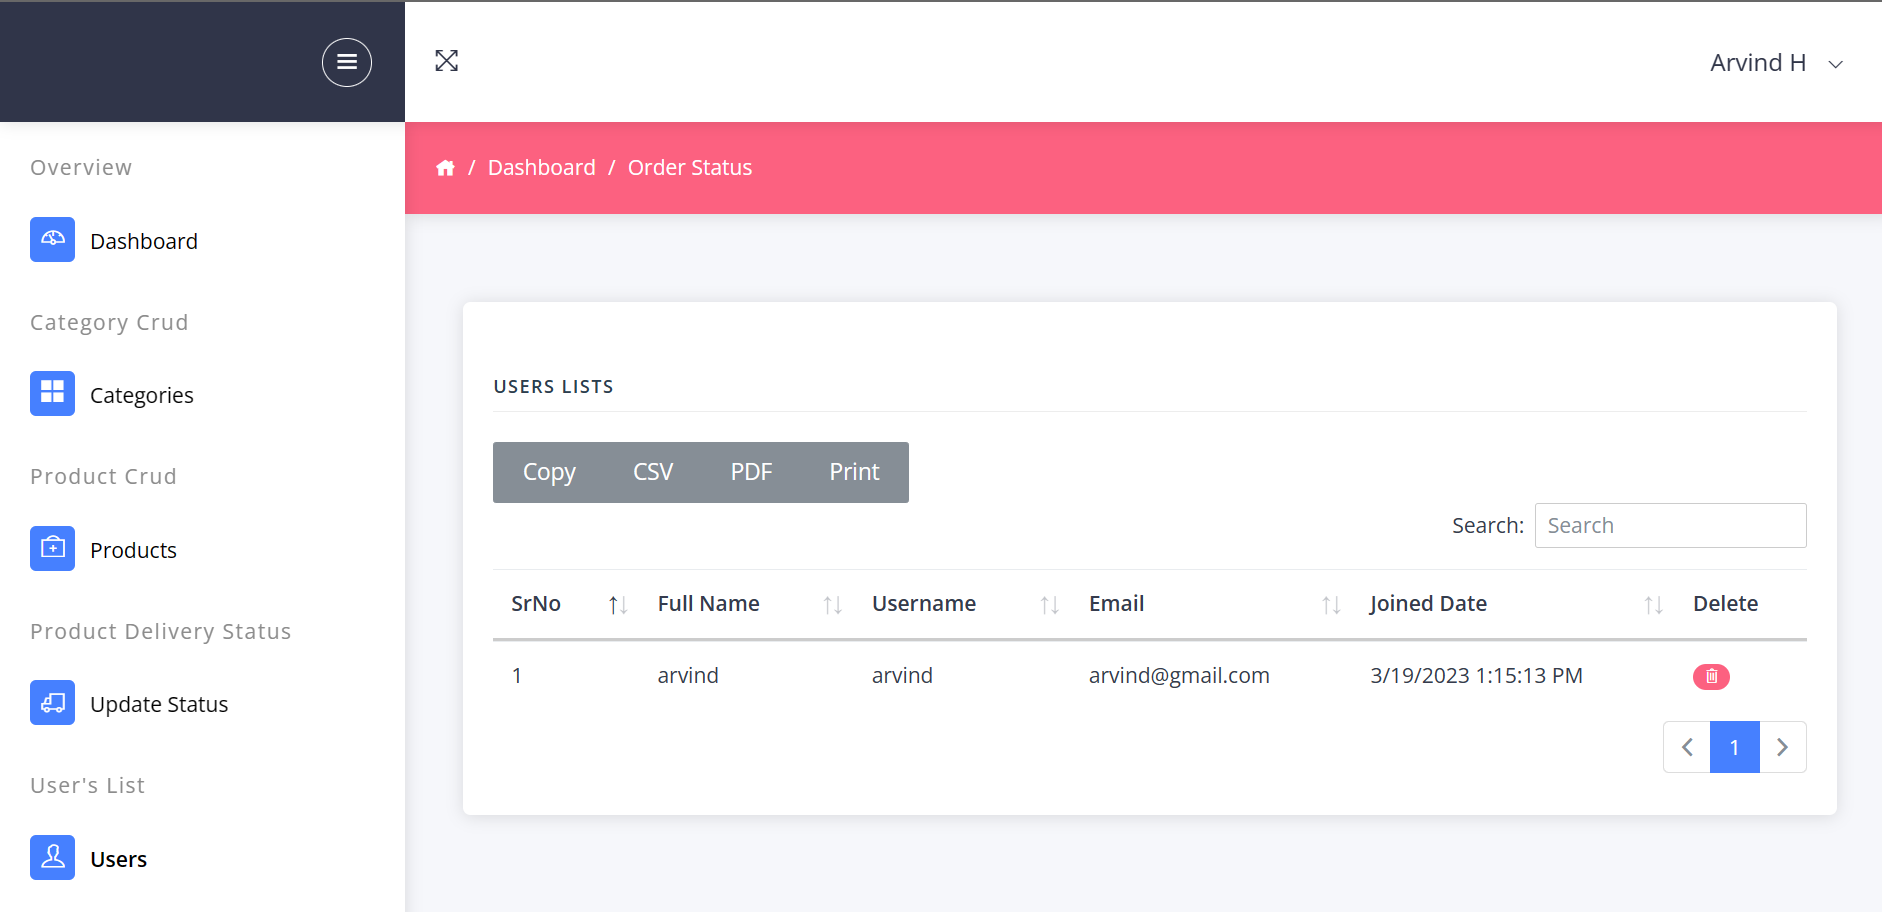 Arvind H
/ Dashboard / Order Status
Overview
Dashboard
Category Crud
Categories
Product Crud
Products
Product Delivery Status
Update Status
User's List
Users
USERS LISTS
Copy CSV PDF Print
Search: Search
SrNo Full Name Username Email Joined Date Delete
1 arvind arvind arvind@gmail.com 3/19/2023 1:15:13 PM
1